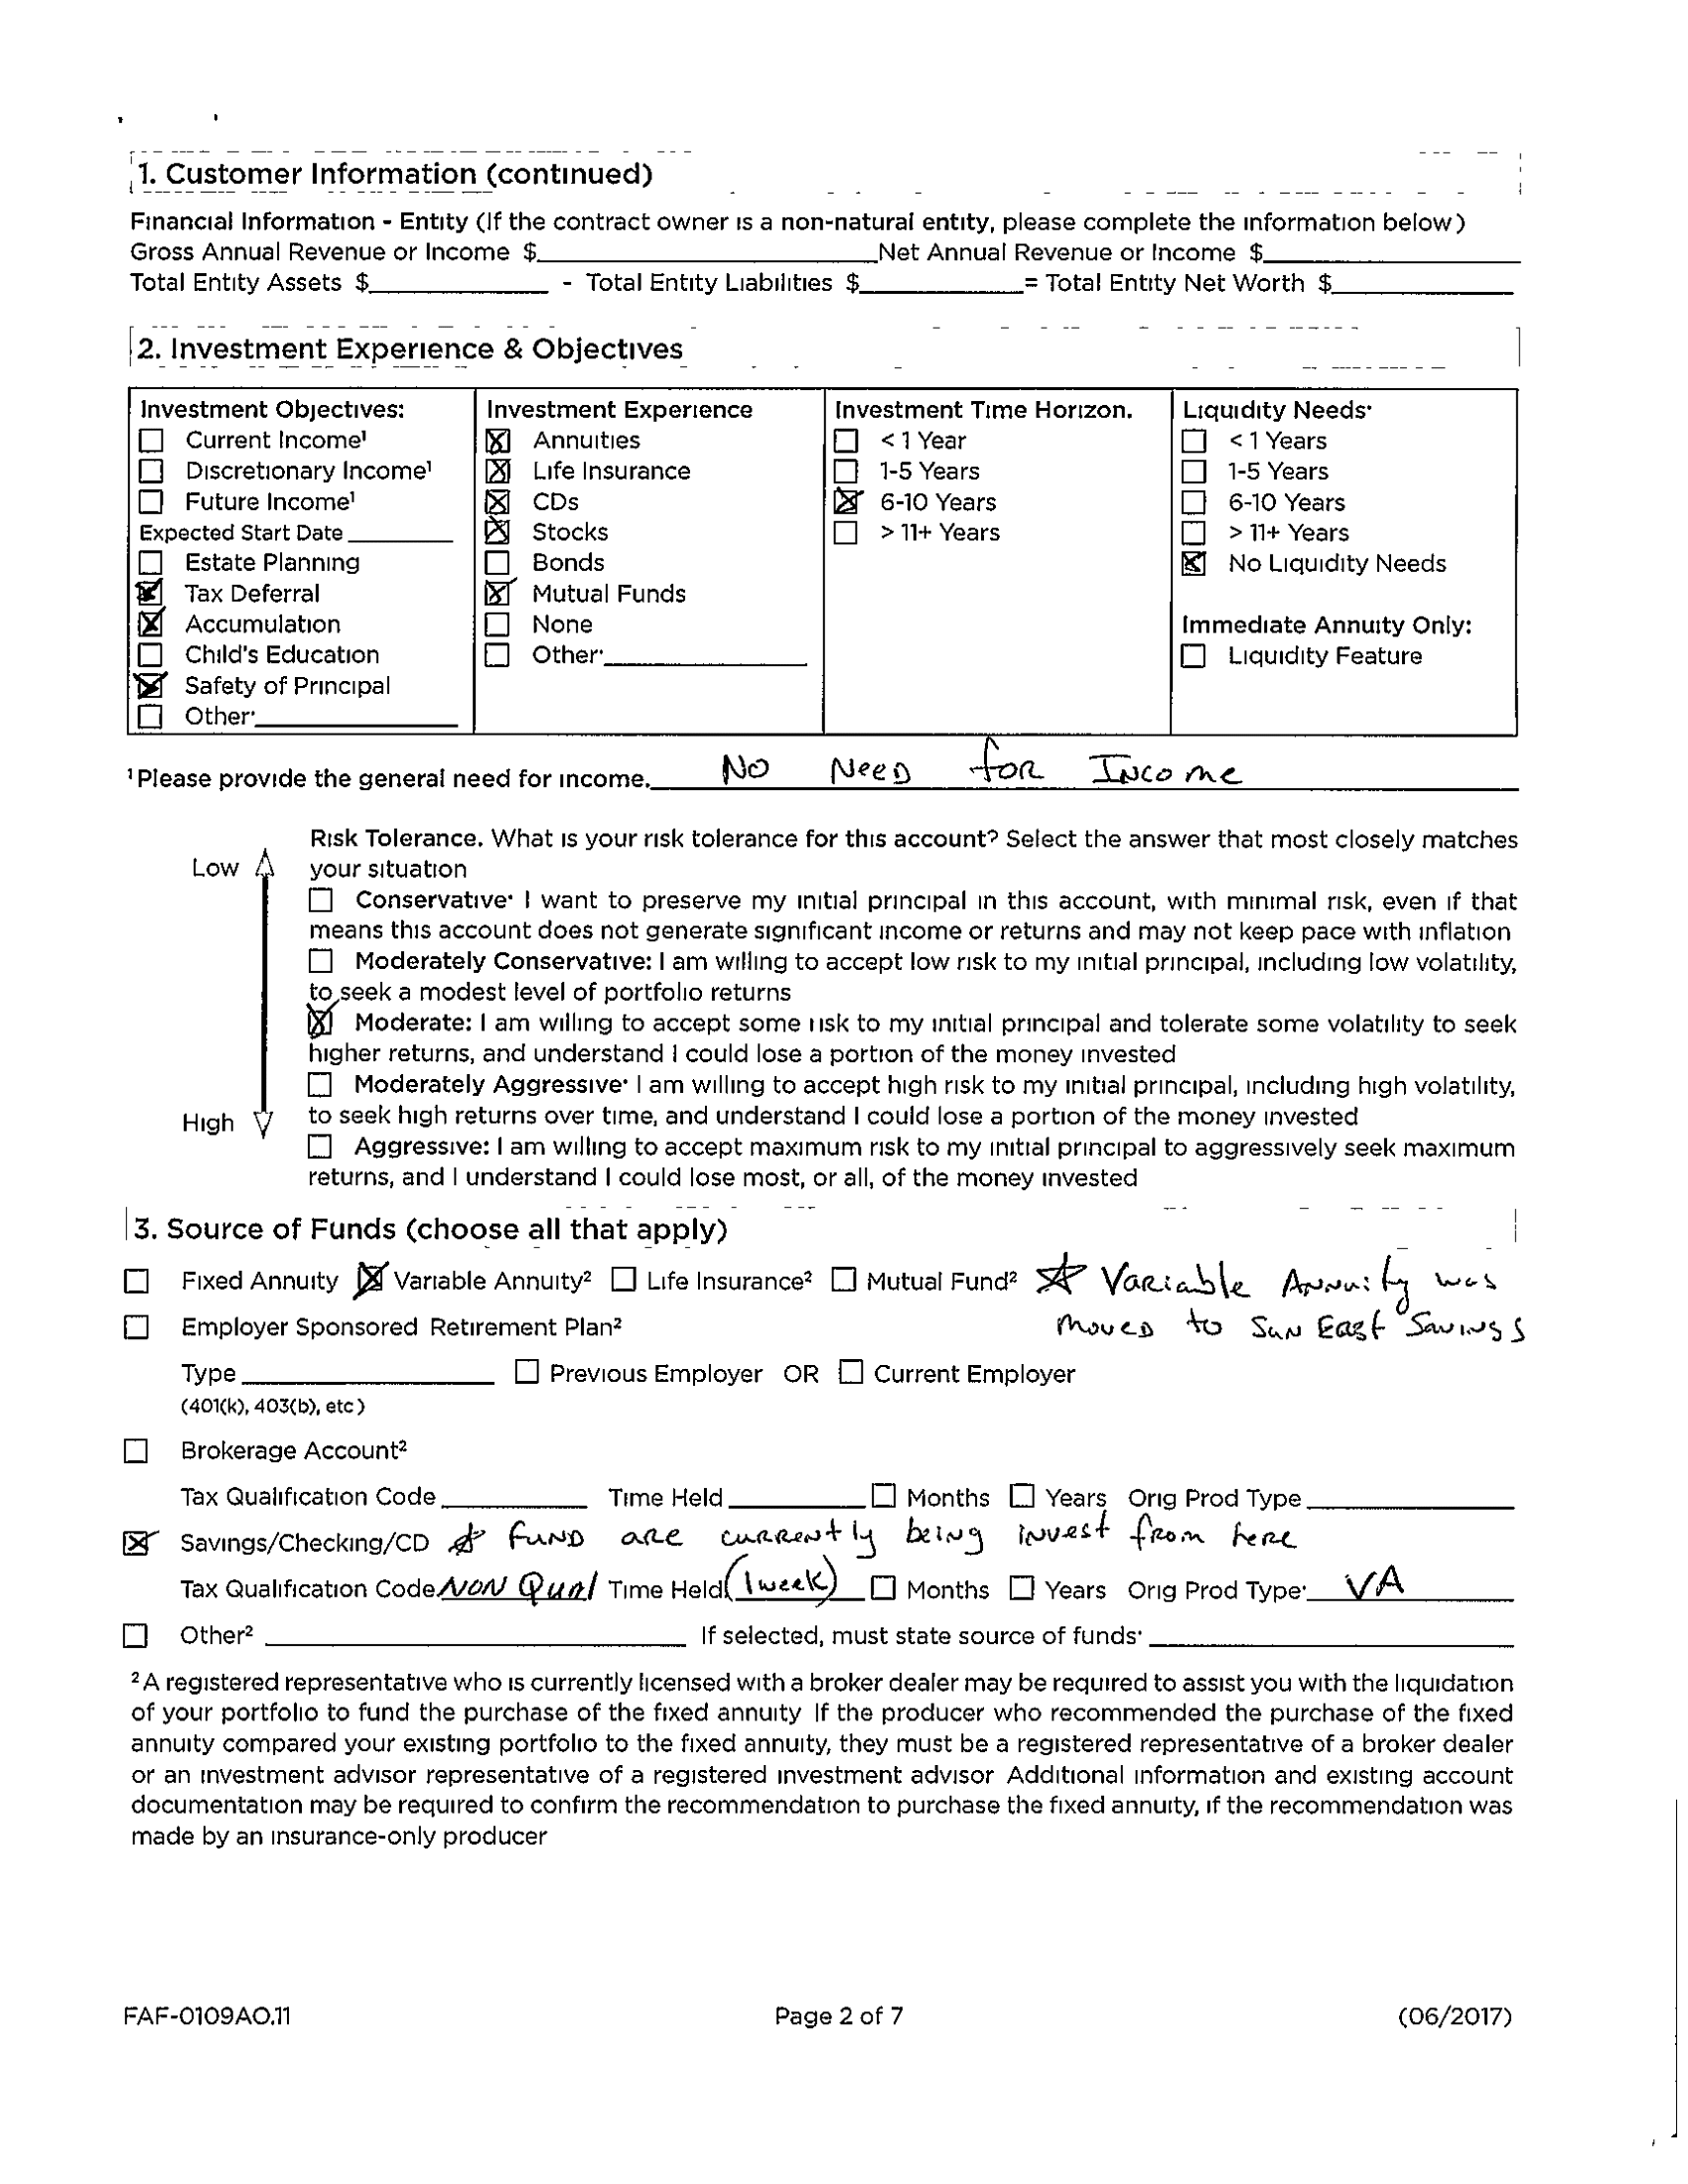 1. Customer Information (continued)
Financial Information - Entity (If the contract owner is a non-natural entity, please complete the information below)
Gross Annual Revenue or Income $ Net Annual Revenue or Income $
Total Entity Assets $ - Total Entity Liabilities $ = Total Entity Net Worth $
2. Investment Experience & Objectives
Investment Objectives:
☐ Current Income¹
☐ Discretionary Income¹
☐ Future Income¹
Expected Start Date
☐ Estate Planning
☒ Tax Deferral
☒ Accumulation
☐ Child's Education
☒ Safety of Principal
☐ Other:
Investment Experience
☒ Annuities
☒ Life Insurance
☒ CDs
☒ Stocks
☐ Bonds
☒ Mutual Funds
☐ None
☐ Other:
Investment Time Horizon.
☐ < 1 Year
☐ 1-5 Years
☒ 6-10 Years
☐ > 11+ Years
Liquidity Needs:
☐ < 1 Years
☐ 1-5 Years
☐ 6-10 Years
☐ > 11+ Years
☒ No Liquidity Needs
Immediate Annuity Only:
☐ Liquidity Feature
¹ Please provide the general need for income. No Need for Income
Low
High
Risk Tolerance. What is your risk tolerance for this account? Select the answer that most closely matches
your situation
☐ Conservative: I want to preserve my initial principal in this account, with minimal risk, even if that
means this account does not generate significant income or returns and may not keep pace with inflation
☐ Moderately Conservative: I am willing to accept low risk to my initial principal, including low volatility,
to seek a modest level of portfolio returns
☒ Moderate: I am willing to accept some risk to my initial principal and tolerate some volatility to seek
higher returns, and understand I could lose a portion of the money invested
☐ Moderately Aggressive: I am willing to accept high risk to my initial principal, including high volatility,
to seek high returns over time, and understand I could lose a portion of the money invested
☐ Aggressive: I am willing to accept maximum risk to my initial principal to aggressively seek maximum
returns, and I understand I could lose most, or all, of the money invested
3. Source of Funds (choose all that apply)
☐ Fixed Annuity ☒ Variable Annuity² ☐ Life Insurance² ☐ Mutual Fund² ☆ Variable Annuity was
☐ Employer Sponsored Retirement Plan² moved to Sun East Savings
Type ☐ Previous Employer OR ☐ Current Employer
(401(k), 403(b), etc)
☐ Brokerage Account²
Tax Qualification Code Time Held ☐ Months ☐ Years Orig Prod Type
☒ Savings/Checking/CD ☆ Fund are currently being invest from here
Tax Qualification Code NON Qual Time Held (1 week) ☐ Months ☐ Years Orig Prod Type: VA
☐ Other² If selected, must state source of funds:
² A registered representative who is currently licensed with a broker dealer may be required to assist you with the liquidation
of your portfolio to fund the purchase of the fixed annuity If the producer who recommended the purchase of the fixed
annuity compared your existing portfolio to the fixed annuity, they must be a registered representative of a broker dealer
or an investment advisor representative of a registered investment advisor Additional information and existing account
documentation may be required to confirm the recommendation to purchase the fixed annuity, if the recommendation was
made by an insurance-only producer
FAF-0109AO.11 Page 2 of 7 (06/2017)